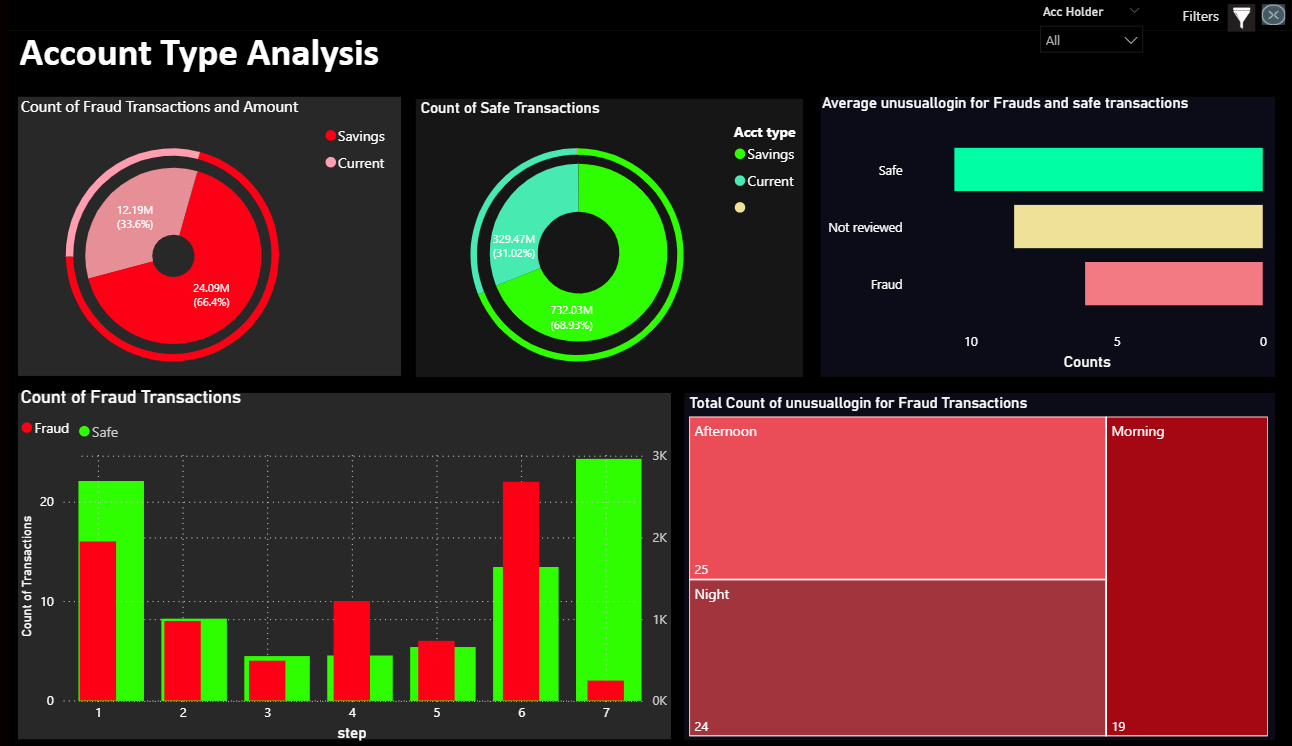 Acc Holder
Filters
All
Account Type Analysis
Count of Fraud Transactions and Amount
Savings
Current
12.19M
(33.6%)
24.09M
(66.4%)
Count of Safe Transactions
Acct type
Savings
Current
329.47M
(31.02%)
732.03M
(68.93%)
Average unusuallogin for Frauds and safe transactions
Safe
Not reviewed
Fraud
10 5 0
Counts
Count of Fraud Transactions
Fraud Safe
3K
20
2K
10
1K
0 0K
Count of Transactions
1 2 3 4 5 6 7
step
Total Count of unusuallogin for Fraud Transactions
Afternoon
25
Night
24
Morning
19